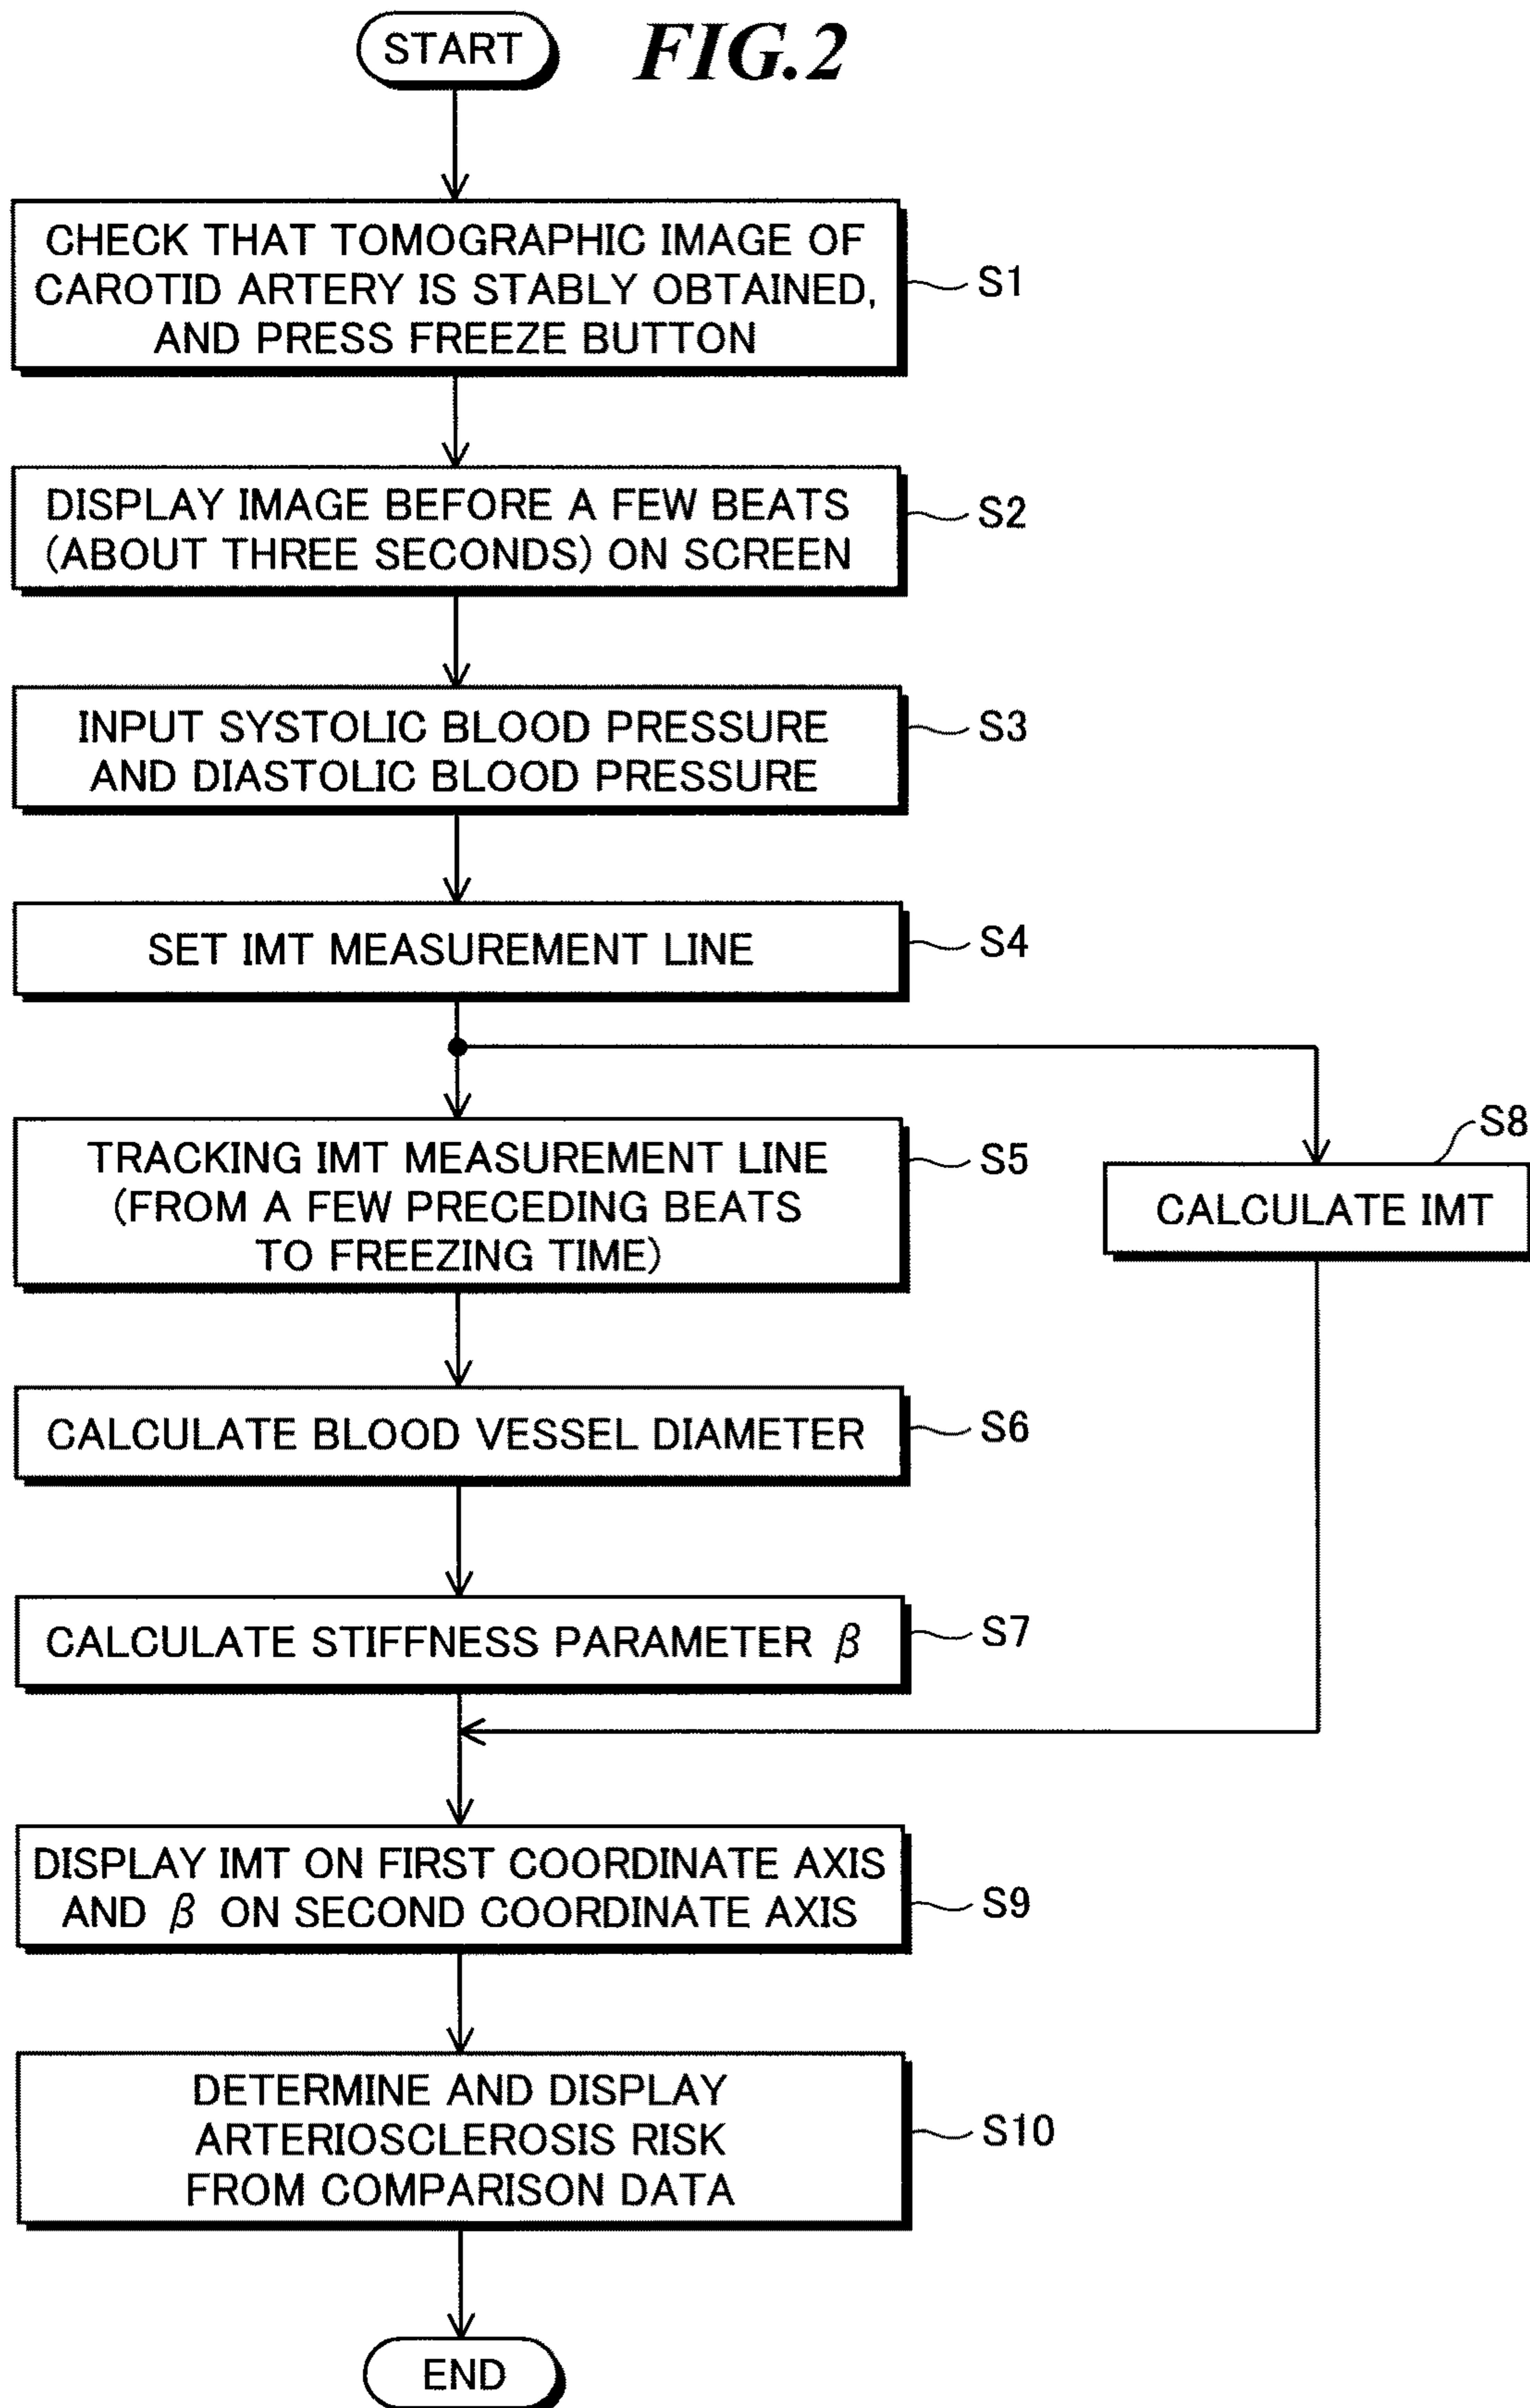 START
FIG.2
CHECK THAT TOMOGRAPHIC IMAGE OF
CAROTID ARTERY IS STABLY OBTAINED,
AND PRESS FREEZE BUTTON
S1
DISPLAY IMAGE BEFORE A FEW BEATS
(ABOUT THREE SECONDS) ON SCREEN
S2
INPUT SYSTOLIC BLOOD PRESSURE
AND DIASTOLIC BLOOD PRESSURE
S3
SET IMT MEASUREMENT LINE
S4
TRACKING IMT MEASUREMENT LINE
(FROM A FEW PRECEDING BEATS
TO FREEZING TIME)
S5
S8
CALCULATE IMT
CALCULATE BLOOD VESSEL DIAMETER
S6
CALCULATE STIFFNESS PARAMETER β
S7
DISPLAY IMT ON FIRST COORDINATE AXIS
AND β ON SECOND COORDINATE AXIS
S9
DETERMINE AND DISPLAY
ARTERIOSCLEROSIS RISK
FROM COMPARISON DATA
S10
END